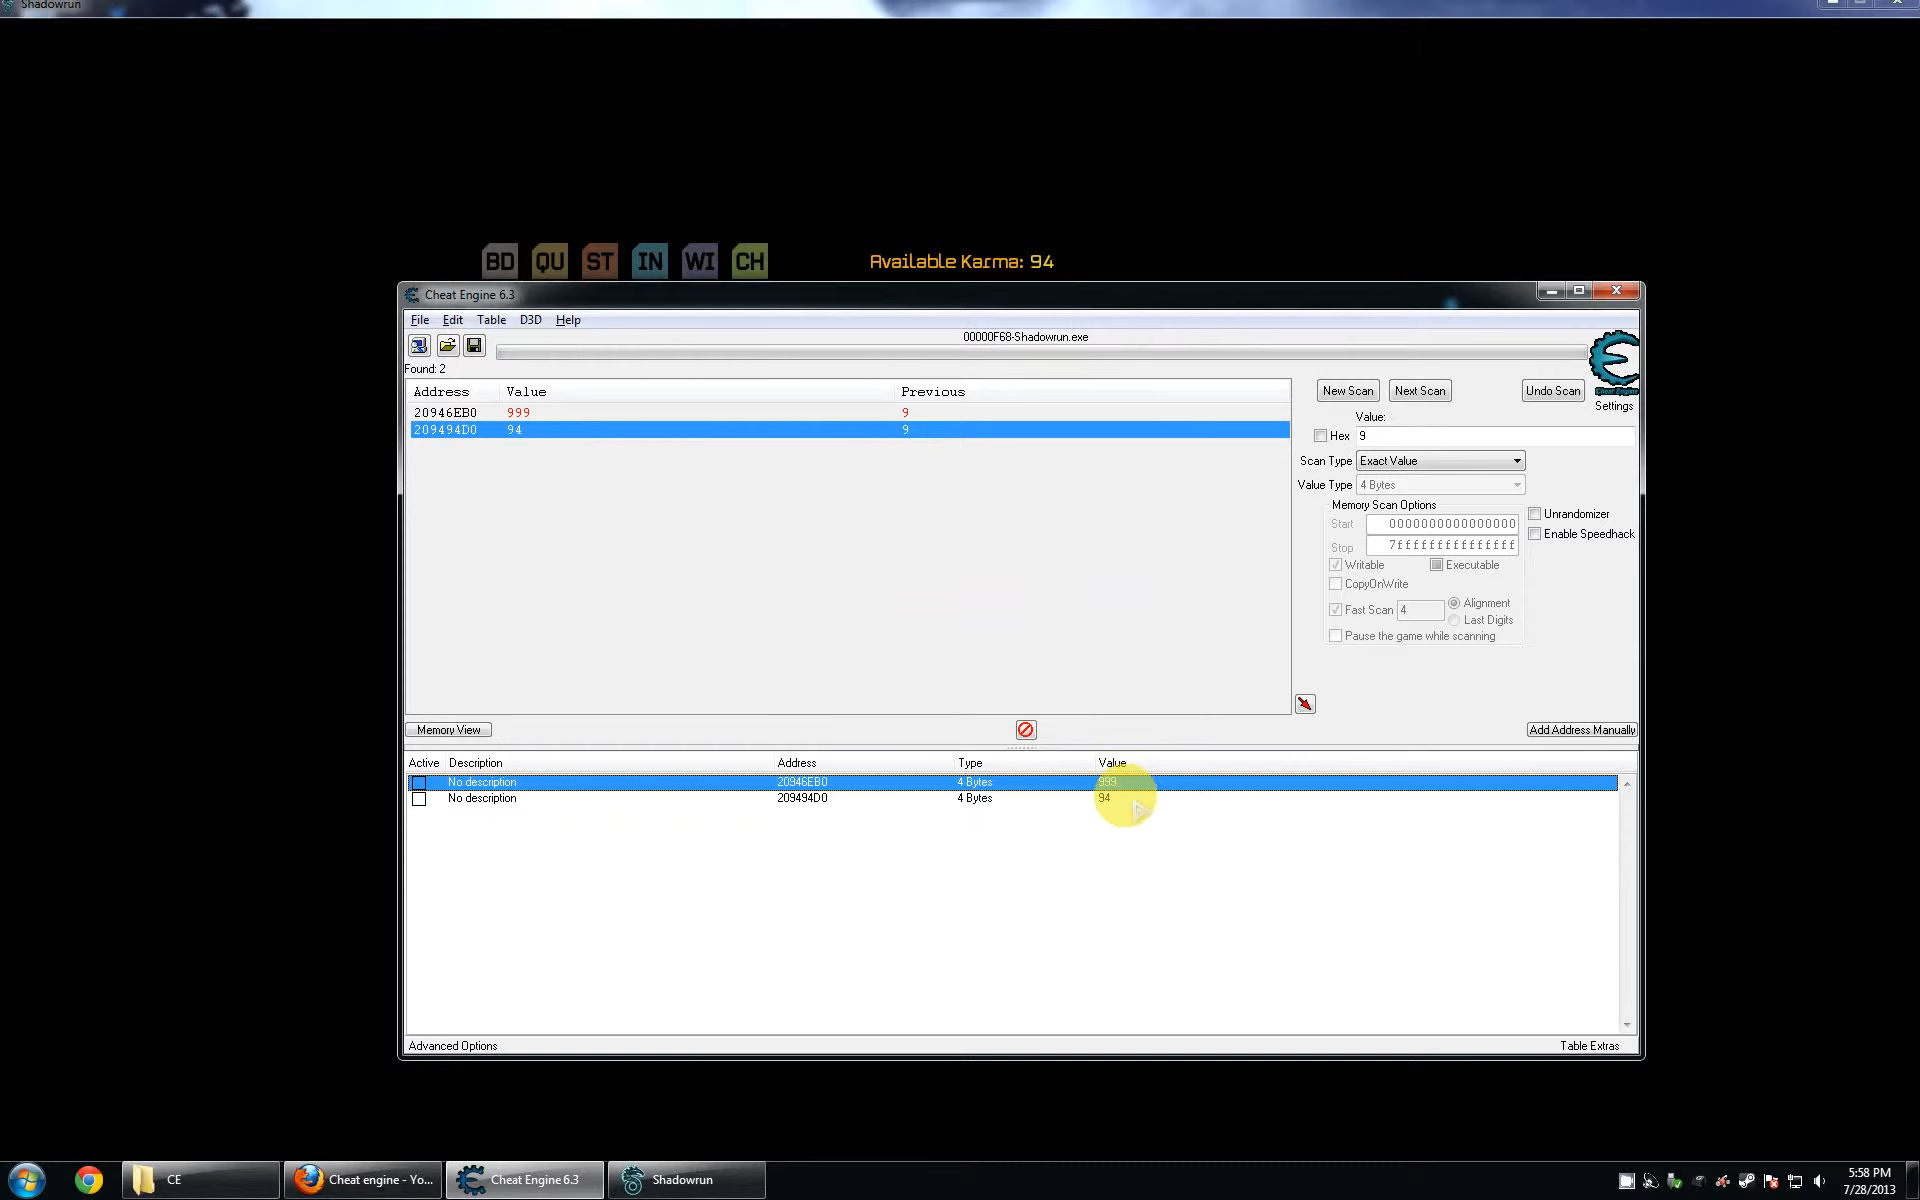 Shadowrun
BD QU ST IN WI CH
Available Karma: 94
Cheat Engine 6.3
File Edit Table D3D Help
00000F68-Shadowrun.exe
Found: 2
Address Value Previous
20946EB0 999 9
209494D0 94 9
New Scan Next Scan Undo Scan
Settings
Value:
Hex 9
Scan Type Exact Value
Value Type 4 Bytes
Memory Scan Options
Start 0000000000000000
Stop 7fffffffffffffff
Unrandomizer
Enable Speedhack
Writable Executable
CopyOnWrite
Fast Scan 4 Alignment
Last Digits
Pause the game while scanning
Memory View Add Address Manually
Active Description Address Type Value
No description 20946EB0 4 Bytes 999
No description 209494D0 4 Bytes 94
Advanced Options Table Extras
CE Cheat engine - Yo... Cheat Engine 6.3 Shadowrun
5:58 PM
7/28/2013